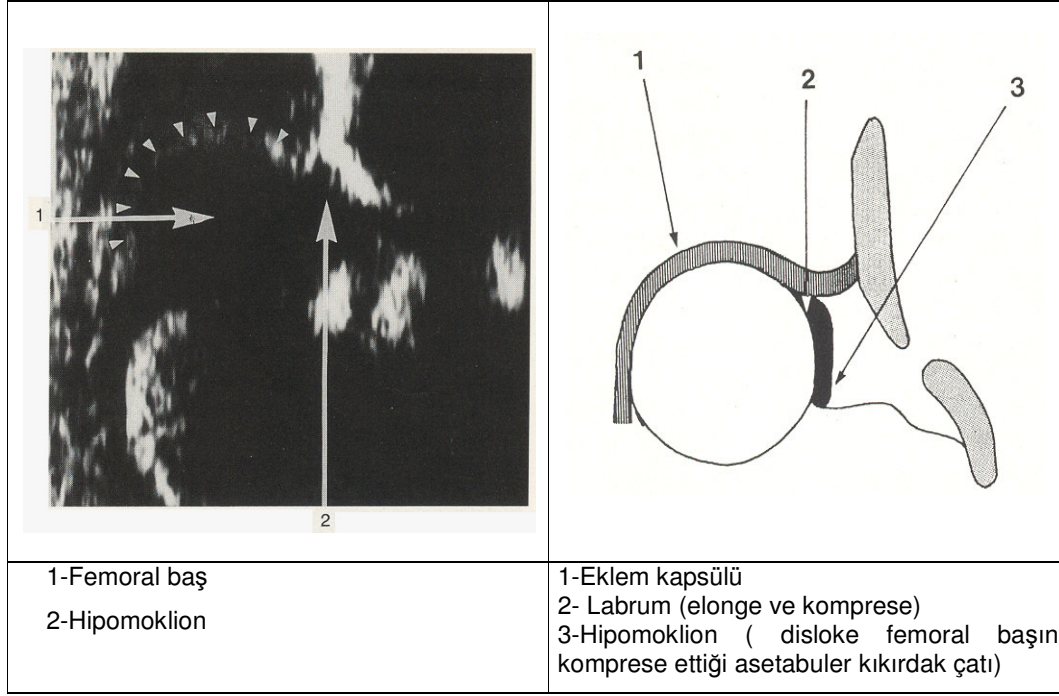 1
2
1
2
3
1-Femoral baş
2-Hipomoklion
1-Eklem kapsülü
2- Labrum (elonge ve komprese)
3-Hipomoklion ( disloke femoral başın
komprese ettiği asetabuler kıkırdak çatı)